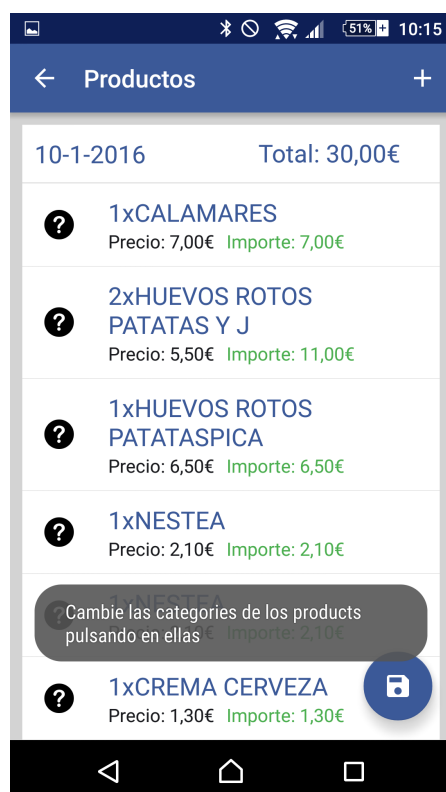 51% 10:15
Productos
10-1-2016 Total: 30,00€
1xCALAMARES
Precio: 7,00€ Importe: 7,00€
2xHUEVOS ROTOS
PATATAS Y J
Precio: 5,50€ Importe: 11,00€
1xHUEVOS ROTOS
PATATASPICA
Precio: 6,50€ Importe: 6,50€
1xNESTEA
Precio: 2,10€ Importe: 2,10€
1xNESTEA
Cambie las categories de los products
pulsando en ellas
Importe: 2,10€
1xCREMA CERVEZA
Precio: 1,30€ Importe: 1,30€